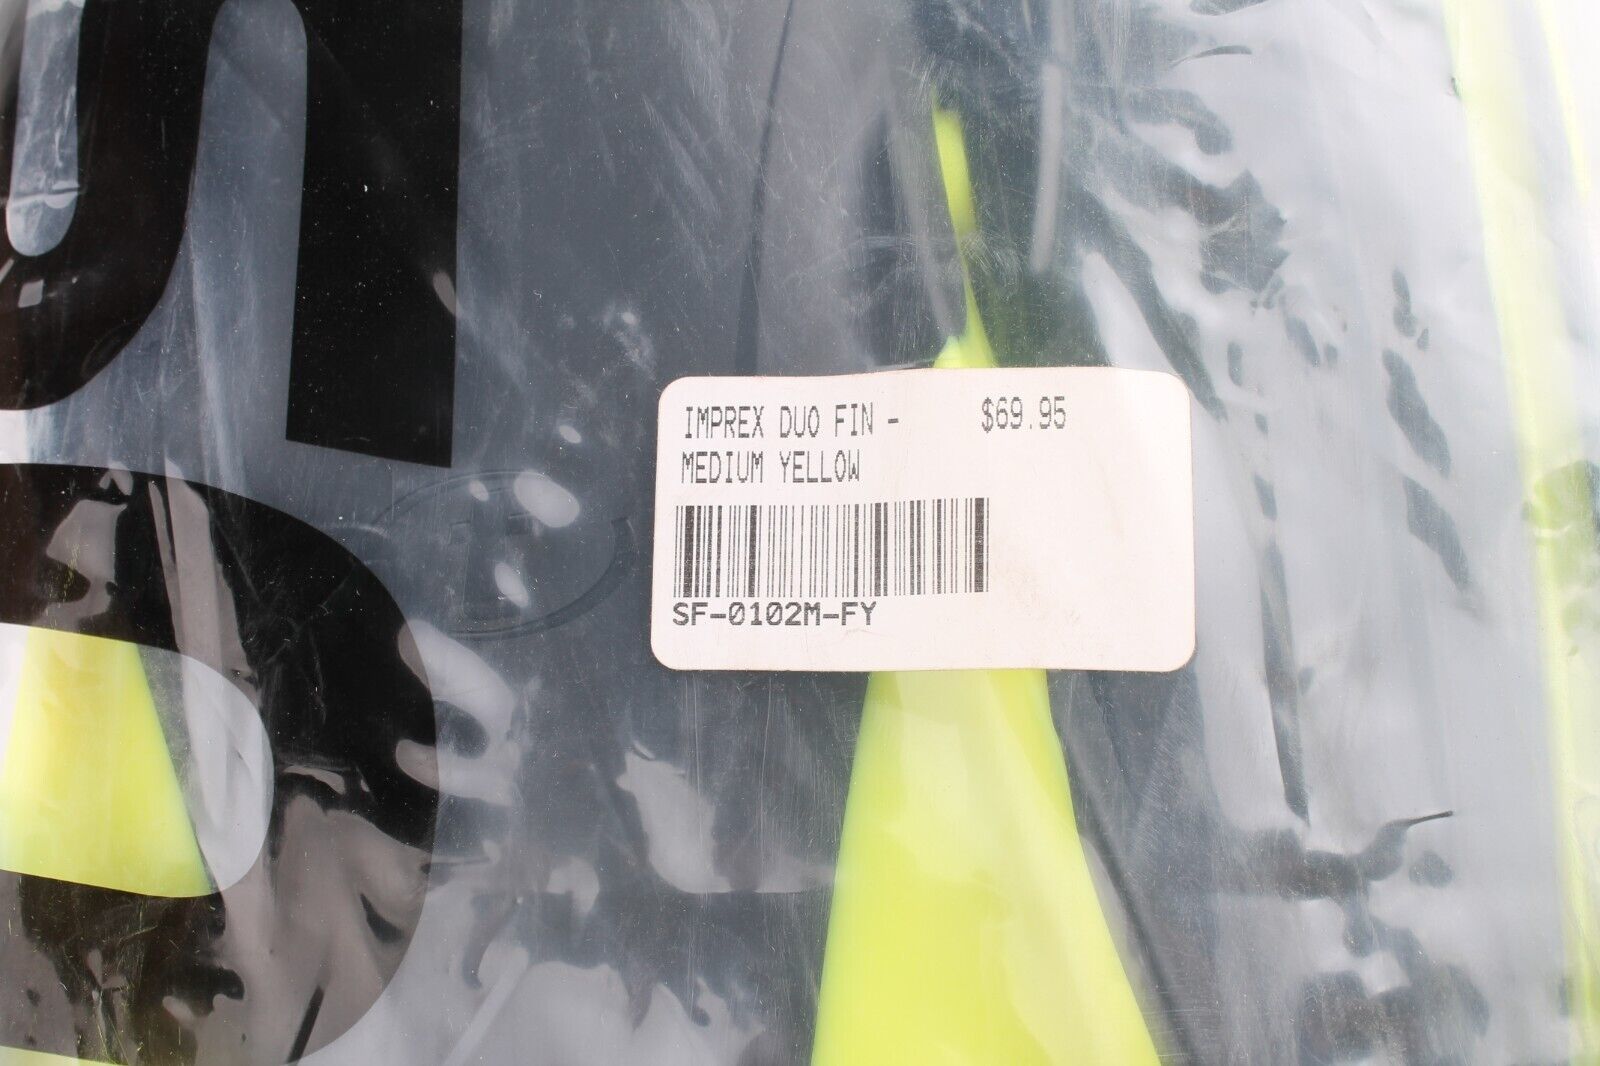 IMPREX DUO FIN - $69.95
MEDIUM YELLOW
SF-0102M-FY